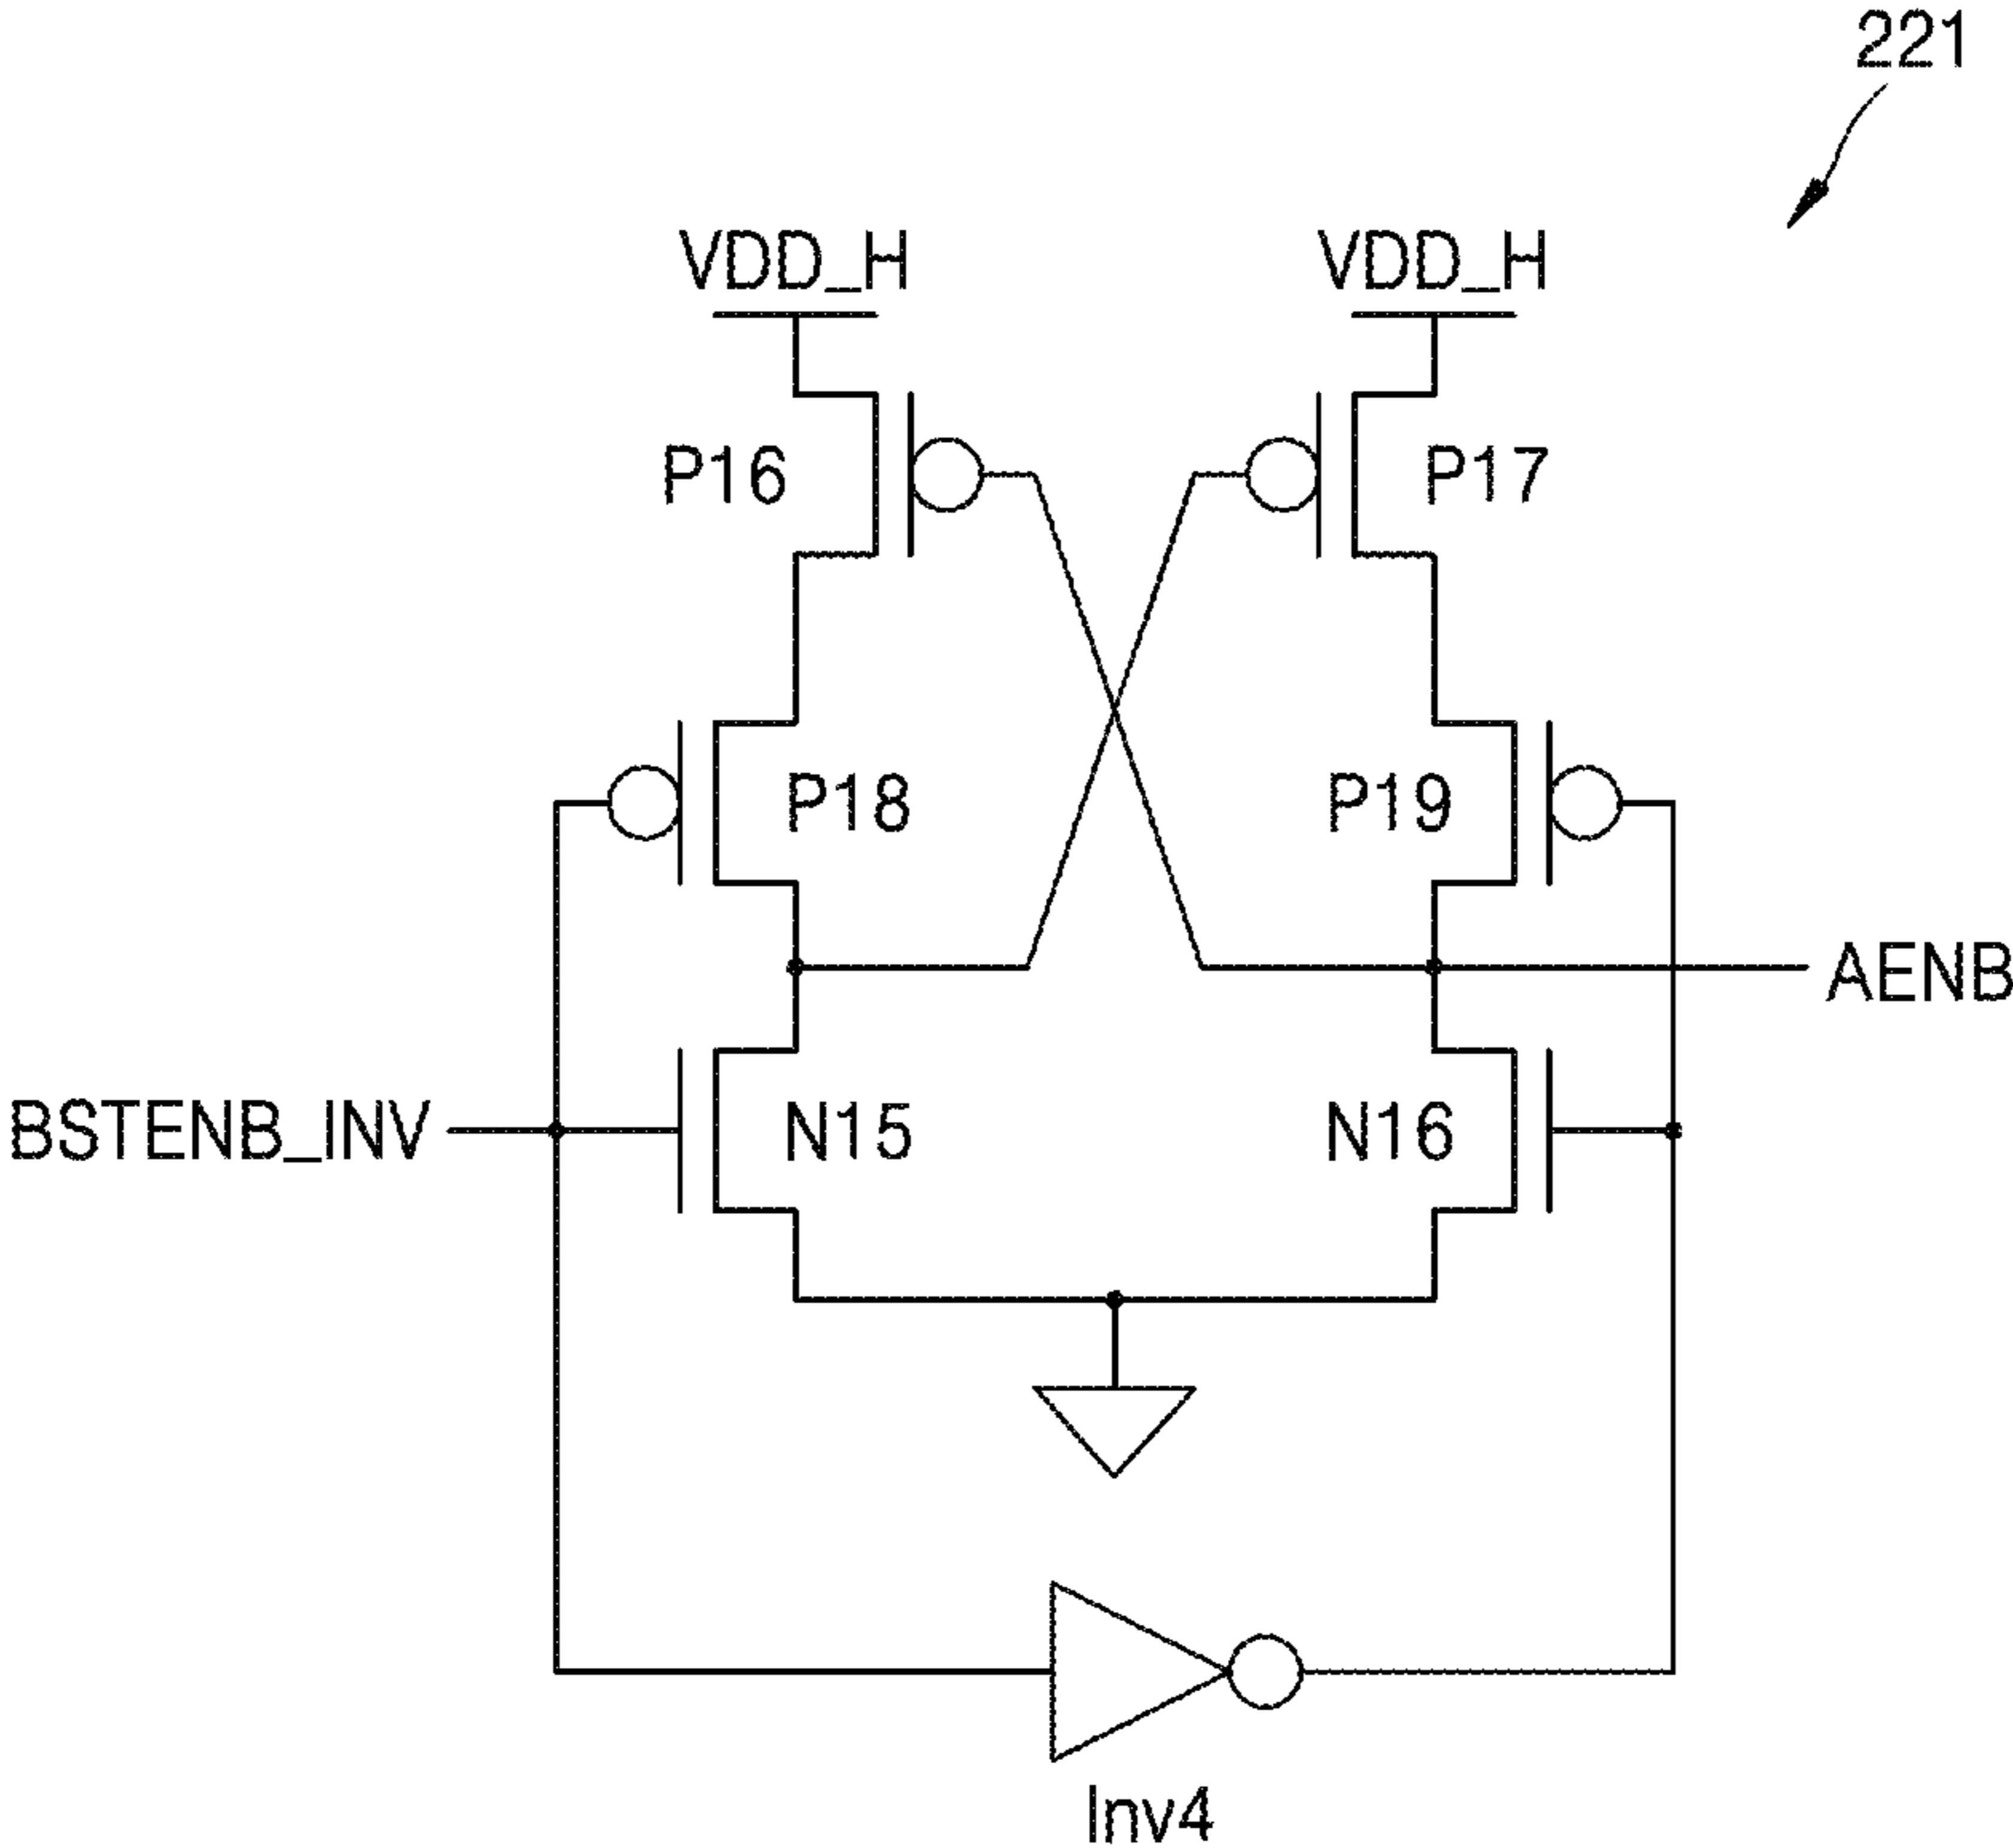 221
VDD_H
VDD_H
P16
P17
P18
P19
AENB
BSTENB_INV
N15
N16
Inv4